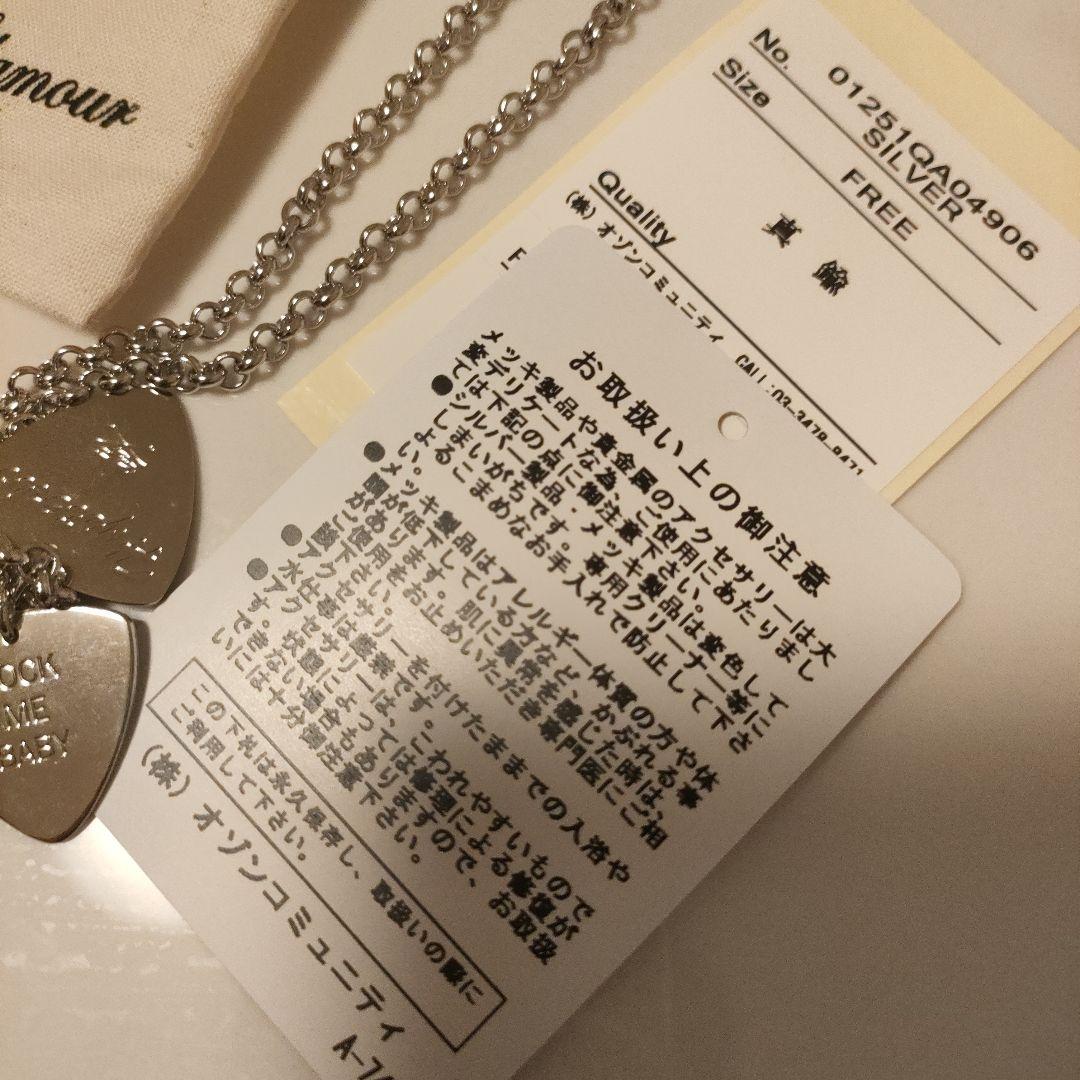 No. 01251QA04906
SILVER
Size FREE
Quality 真鍮
(株) オゾンコミュニティ CALL:03-3478-8471
お取扱い上の御注意
メッキ製品や貴金属のアクセサリーは大
変デリケートな為、ご使用にあたりまし
ては下記の点に御注意下さい。
●シルバー製品・メッキ製品は変色して
しまいがちです。専用クリーナー等に
よるこまめなお手入れで防止して下さ
い。
●メッキ製品はアレルギー体質の方や体
調が低下している方など、かぶれる事
があります。肌に異常を感じた時は、
ご使用をお止めいただき専門医にご相
談下さい。
●アクセサリーを付けたままでの入浴や
水仕事は厳禁です。
●アクセサリーは、こわれやすいもので
す。状態によっては修理による修復が
できない場合もありますので、お取扱
いには十分御注意下さい。
この下札は永久保存し、取扱いの際に
ご利用して下さい。
(株) オゾンコミュニティ
OCK
ME
BABY